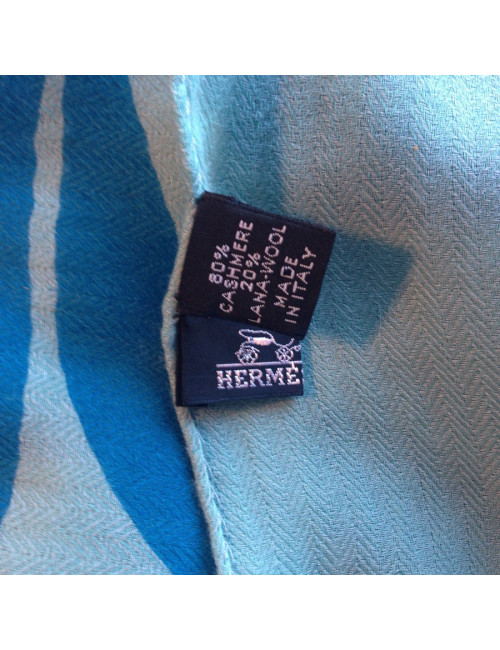 80%
CASHMERE
20%
LANA-WOOL
MADE
IN ITALY
HERMÈ